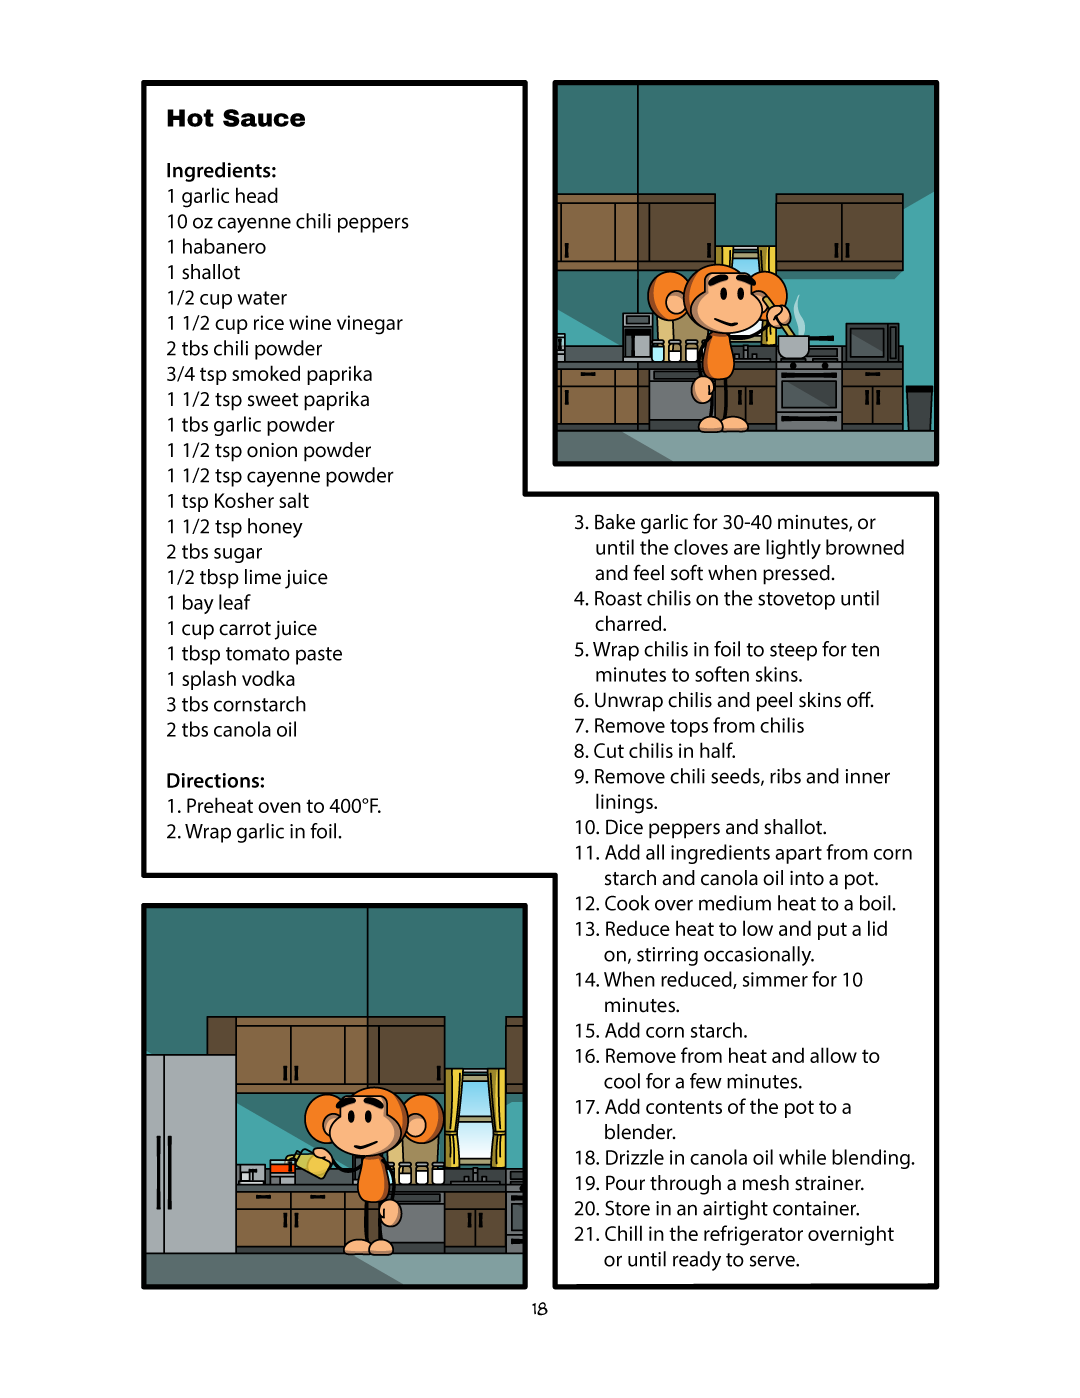 Hot Sauce
Ingredients:
1 garlic head
10 oz cayenne chili peppers
1 habanero
1 shallot
1/2 cup water
1 1/2 cup rice wine vinegar
2 tbs chili powder
3/4 tsp smoked paprika
1 1/2 tsp sweet paprika
1 tbs garlic powder
1 1/2 tsp onion powder
1 1/2 tsp cayenne powder
1 tsp Kosher salt
1 1/2 tsp honey
2 tbs sugar
1/2 tbsp lime juice
1 bay leaf
1 cup carrot juice
1 tbsp tomato paste
1 splash vodka
3 tbs cornstarch
2 tbs canola oil
Directions:
1. Preheat oven to 400°F.
2. Wrap garlic in foil.
3. Bake garlic for 30-40 minutes, or
until the cloves are lightly browned
and feel soft when pressed.
4. Roast chilis on the stovetop until
charred.
5. Wrap chilis in foil to steep for ten
minutes to soften skins.
6. Unwrap chilis and peel skins off.
7. Remove tops from chilis
8. Cut chilis in half.
9. Remove chili seeds, ribs and inner
linings.
10. Dice peppers and shallot.
11. Add all ingredients apart from corn
starch and canola oil into a pot.
12. Cook over medium heat to a boil.
13. Reduce heat to low and put a lid
on, stirring occasionally.
14. When reduced, simmer for 10
minutes.
15. Add corn starch.
16. Remove from heat and allow to
cool for a few minutes.
17. Add contents of the pot to a
blender.
18. Drizzle in canola oil while blending.
19. Pour through a mesh strainer.
20. Store in an airtight container.
21. Chill in the refrigerator overnight
or until ready to serve.
18